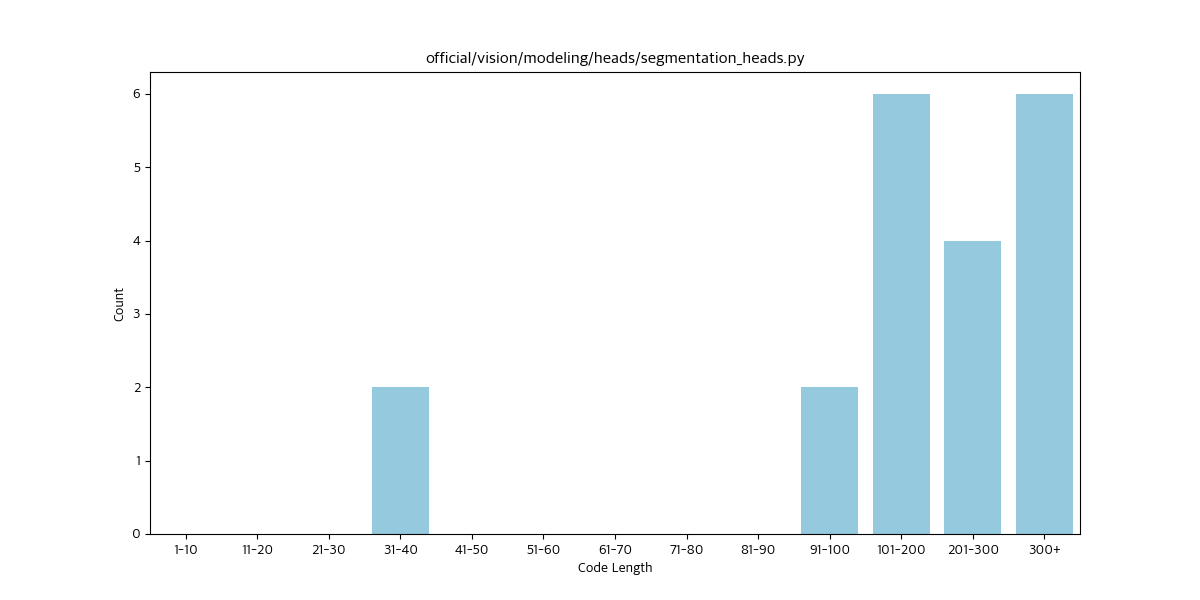 official/vision/modeling/heads/segmentation_heads.py
6
5
4
3
2
1
0
Count
1-10 11-20 21-30 31-40 41-50 51-60 61-70 71-80 81-90 91-100 101-200 201-300 300+
Code Length